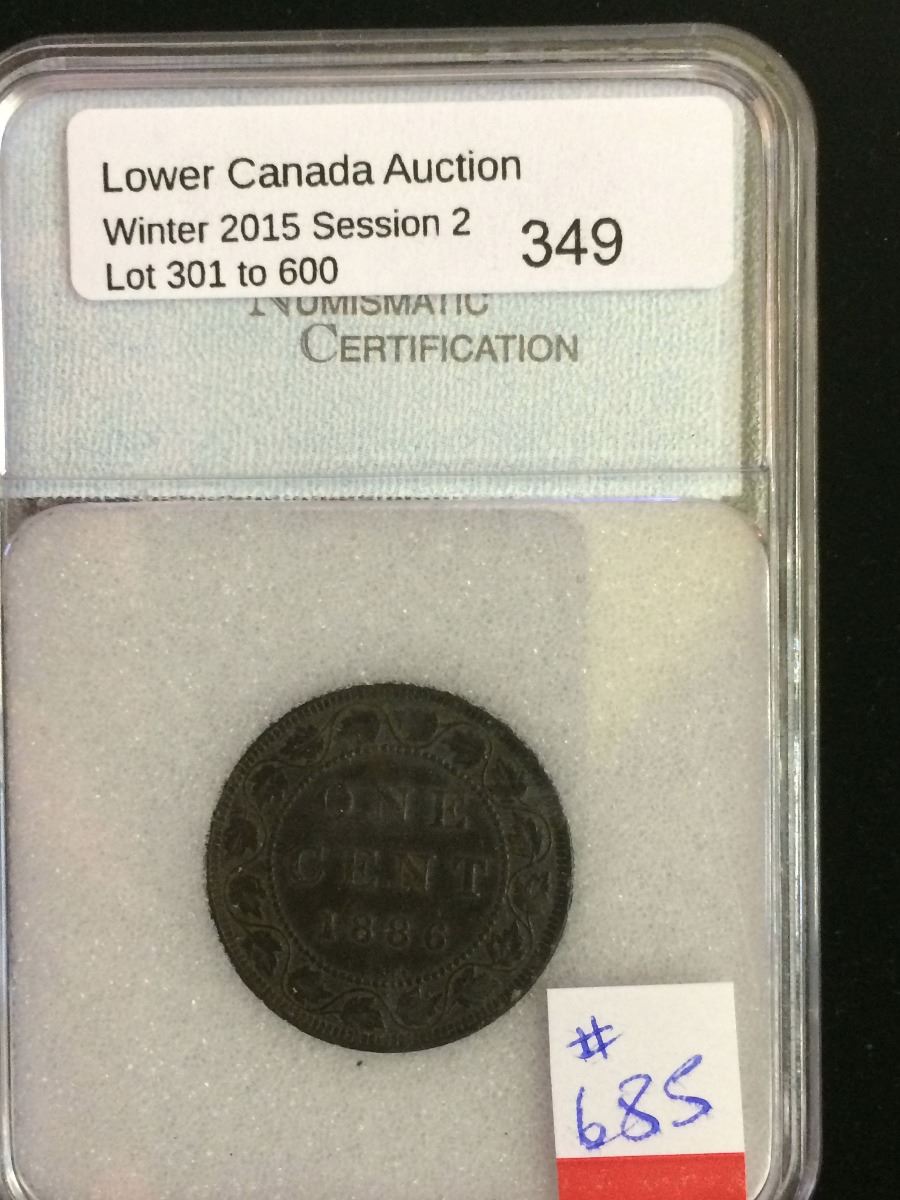 Lower Canada Auction
Winter 2015 Session 2
Lot 301 to 600
349
NUMISMATIC
CERTIFICATION
ONE
CENT
1886
#
685